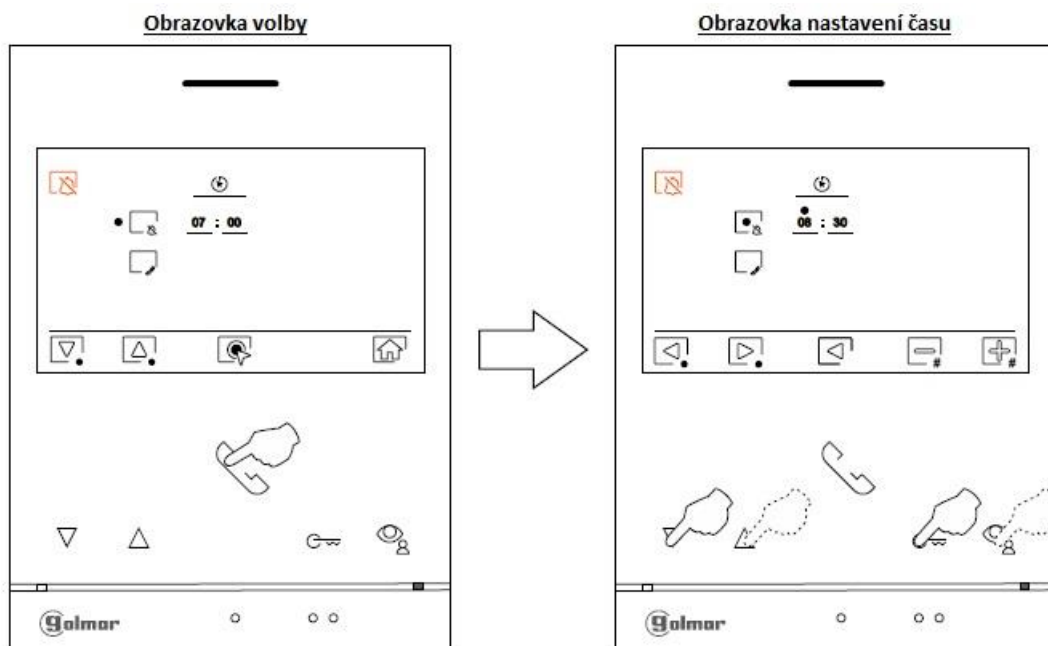 Obrazovka volby
Obrazovka nastavení času
07 : 00
08 : 30
#
#
golmar
golmar